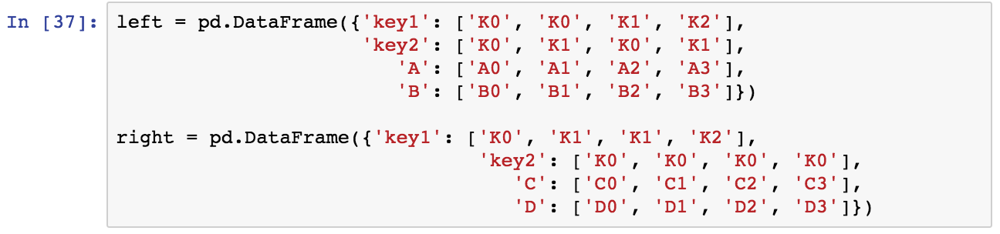 In [37]: left = pd.DataFrame({'key1': ['K0', 'K0', 'K1', 'K2'],
'key2': ['K0', 'K1', 'K0', 'K1'],
'A': ['A0', 'A1', 'A2', 'A3'],
'B': ['B0', 'B1', 'B2', 'B3']})
right = pd.DataFrame({'key1': ['K0', 'K1', 'K1', 'K2'],
'key2': ['K0', 'K0', 'K0', 'K0'],
'C': ['C0', 'C1', 'C2', 'C3'],
'D': ['D0', 'D1', 'D2', 'D3']})